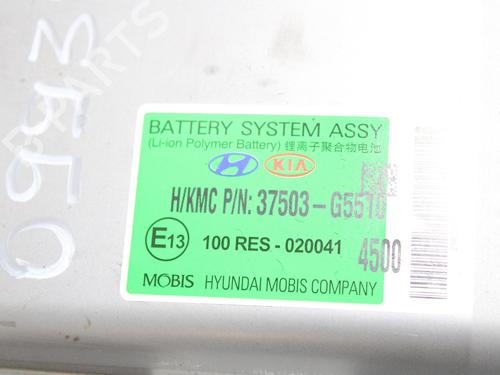 BATTERY SYSTEM ASSY
(Li-ion Polymer Battery) 锂离子聚合物电池
KIA
H/KMC P/N: 37503-G5510
E13 100 RES - 020041 4500
MOBIS HYUNDAI MOBIS COMPANY